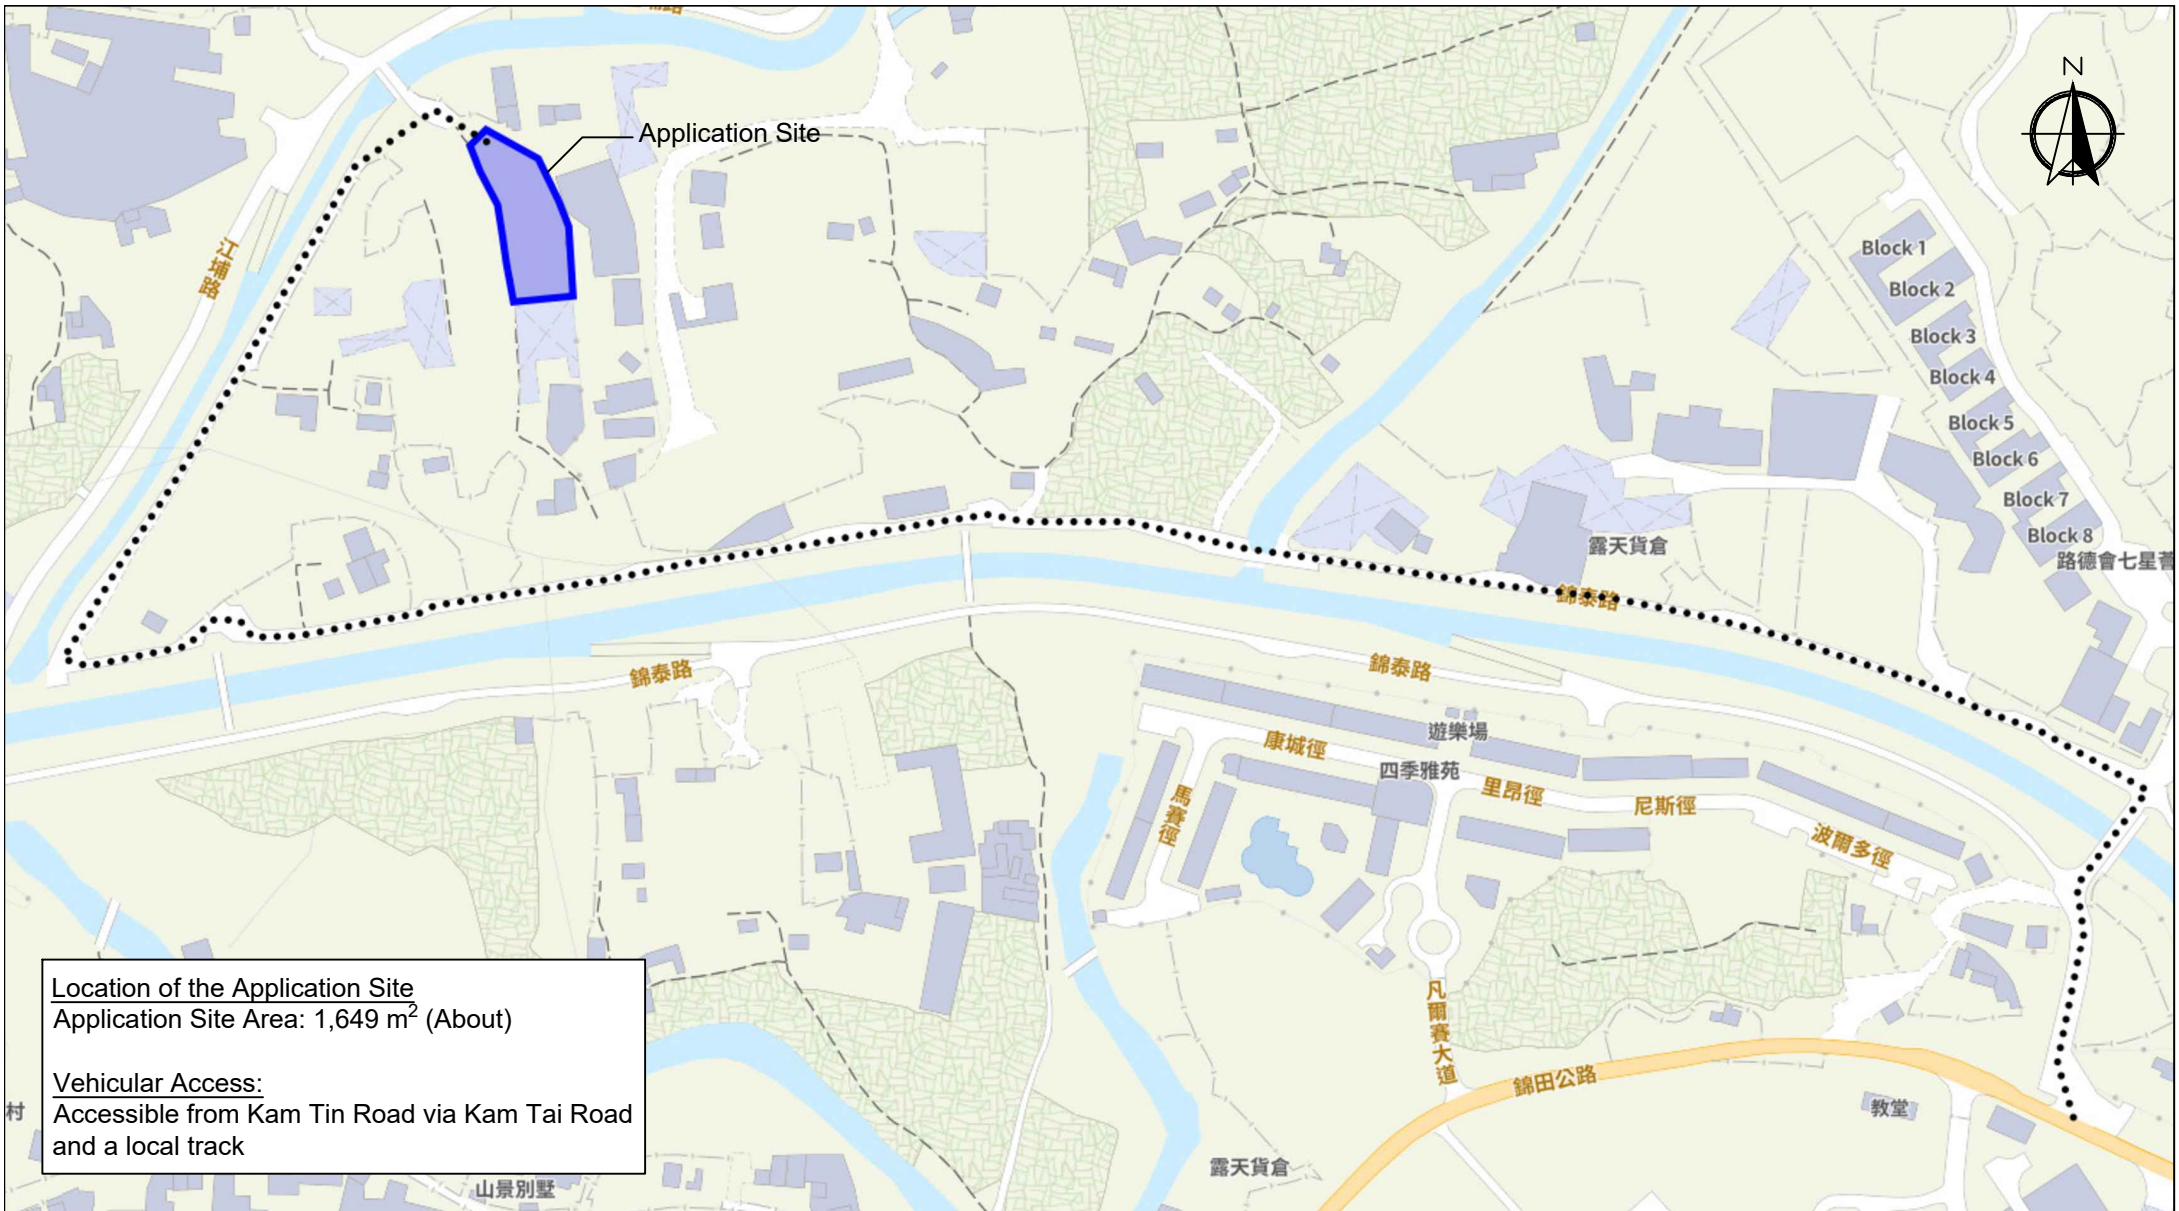 N
Application Site
江埔路
Block 1
Block 2
Block 3
Block 4
Block 5
Block 6
Block 7
Block 8
露天貨倉
錦泰路
錦泰路
錦泰路
遊樂場
康城徑
四季雅苑
里昂徑
尼斯徑
馬賽徑
波爾多徑
凡爾賽大道
錦田公路
教堂
露天貨倉
山景別墅
村
Location of the Application Site
Application Site Area: 1,649 m² (About)
Vehicular Access:
Accessible from Kam Tin Road via Kam Tai Road
and a local track
路德會七星薈